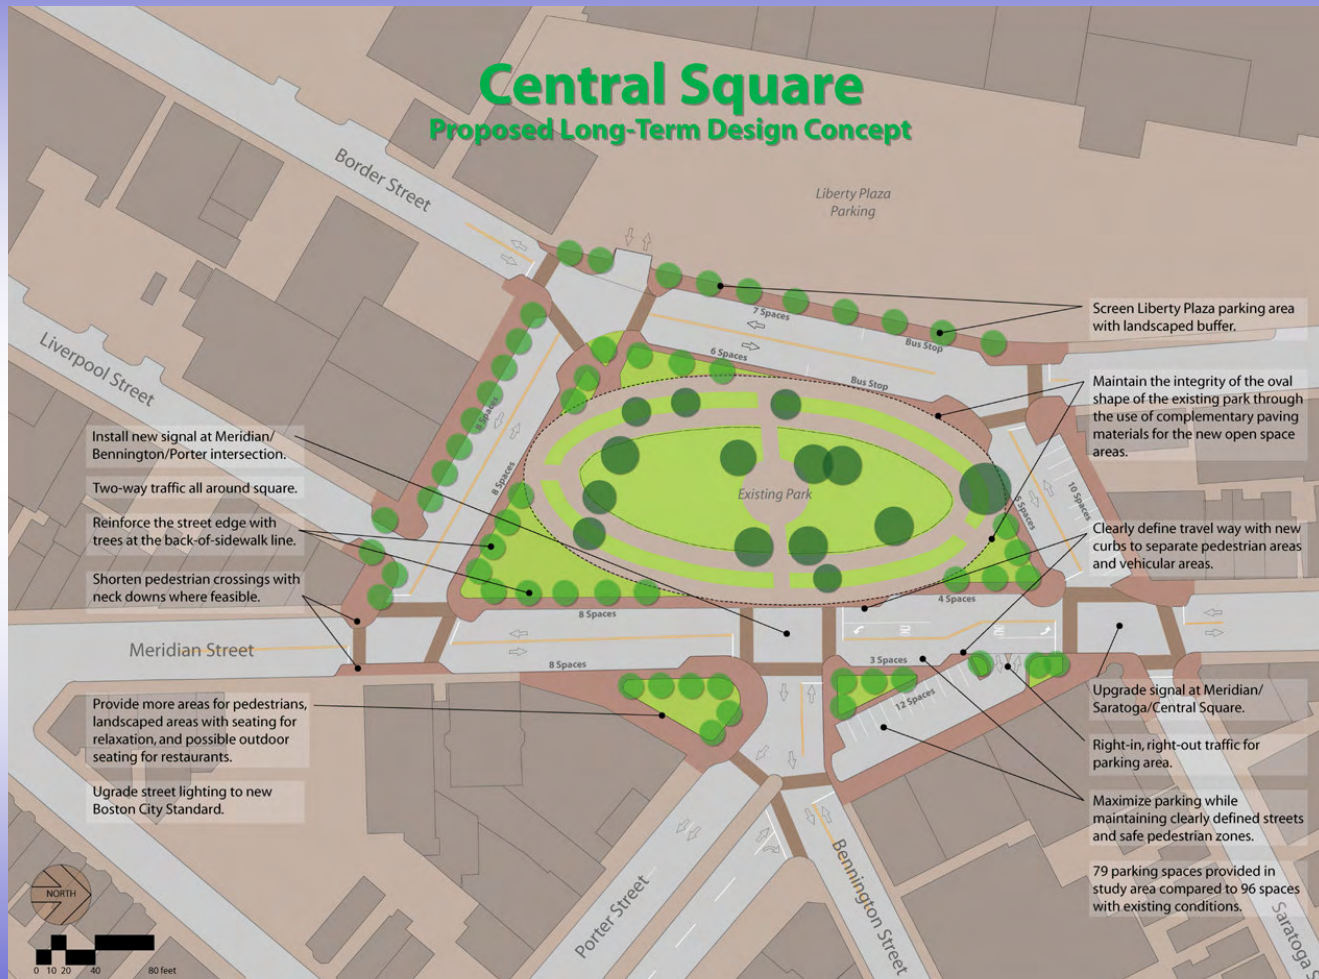 Central Square
Proposed Long-Term Design Concept
Border Street
Liberty Plaza
Parking
Liverpool Street
7 Spaces
Bus Stop
6 Spaces
Bus Stop
Screen Liberty Plaza parking area
with landscaped buffer.
Maintain the integrity of the oval
shape of the existing park through
the use of complementary paving
materials for the new open space
areas.
Install new signal at Meridian/
Bennington/Porter intersection.
Two-way traffic all around square.
Reinforce the street edge with
trees at the back-of-sidewalk line.
Shorten pedestrian crossings with
neck downs where feasible.
8 Spaces
Existing Park
10 Spaces
Clearly define travel way with new
curbs to separate pedestrian areas
and vehicular areas.
4 Spaces
8 Spaces
Meridian Street
8 Spaces
3 Spaces
12 Spaces
Provide more areas for pedestrians,
landscaped areas with seating for
relaxation, and possible outdoor
seating for restaurants.
Ugrade street lighting to new
Boston City Standard.
Upgrade signal at Meridian/
Saratoga/Central Square.
Right-in, right-out traffic for
parking area.
Maximize parking while
maintaining clearly defined streets
and safe pedestrian zones.
79 parking spaces provided in
study area compared to 96 spaces
with existing conditions.
Porter Street
Bennington Street
Saratoga S
NORTH
0 10 20 40 80 feet